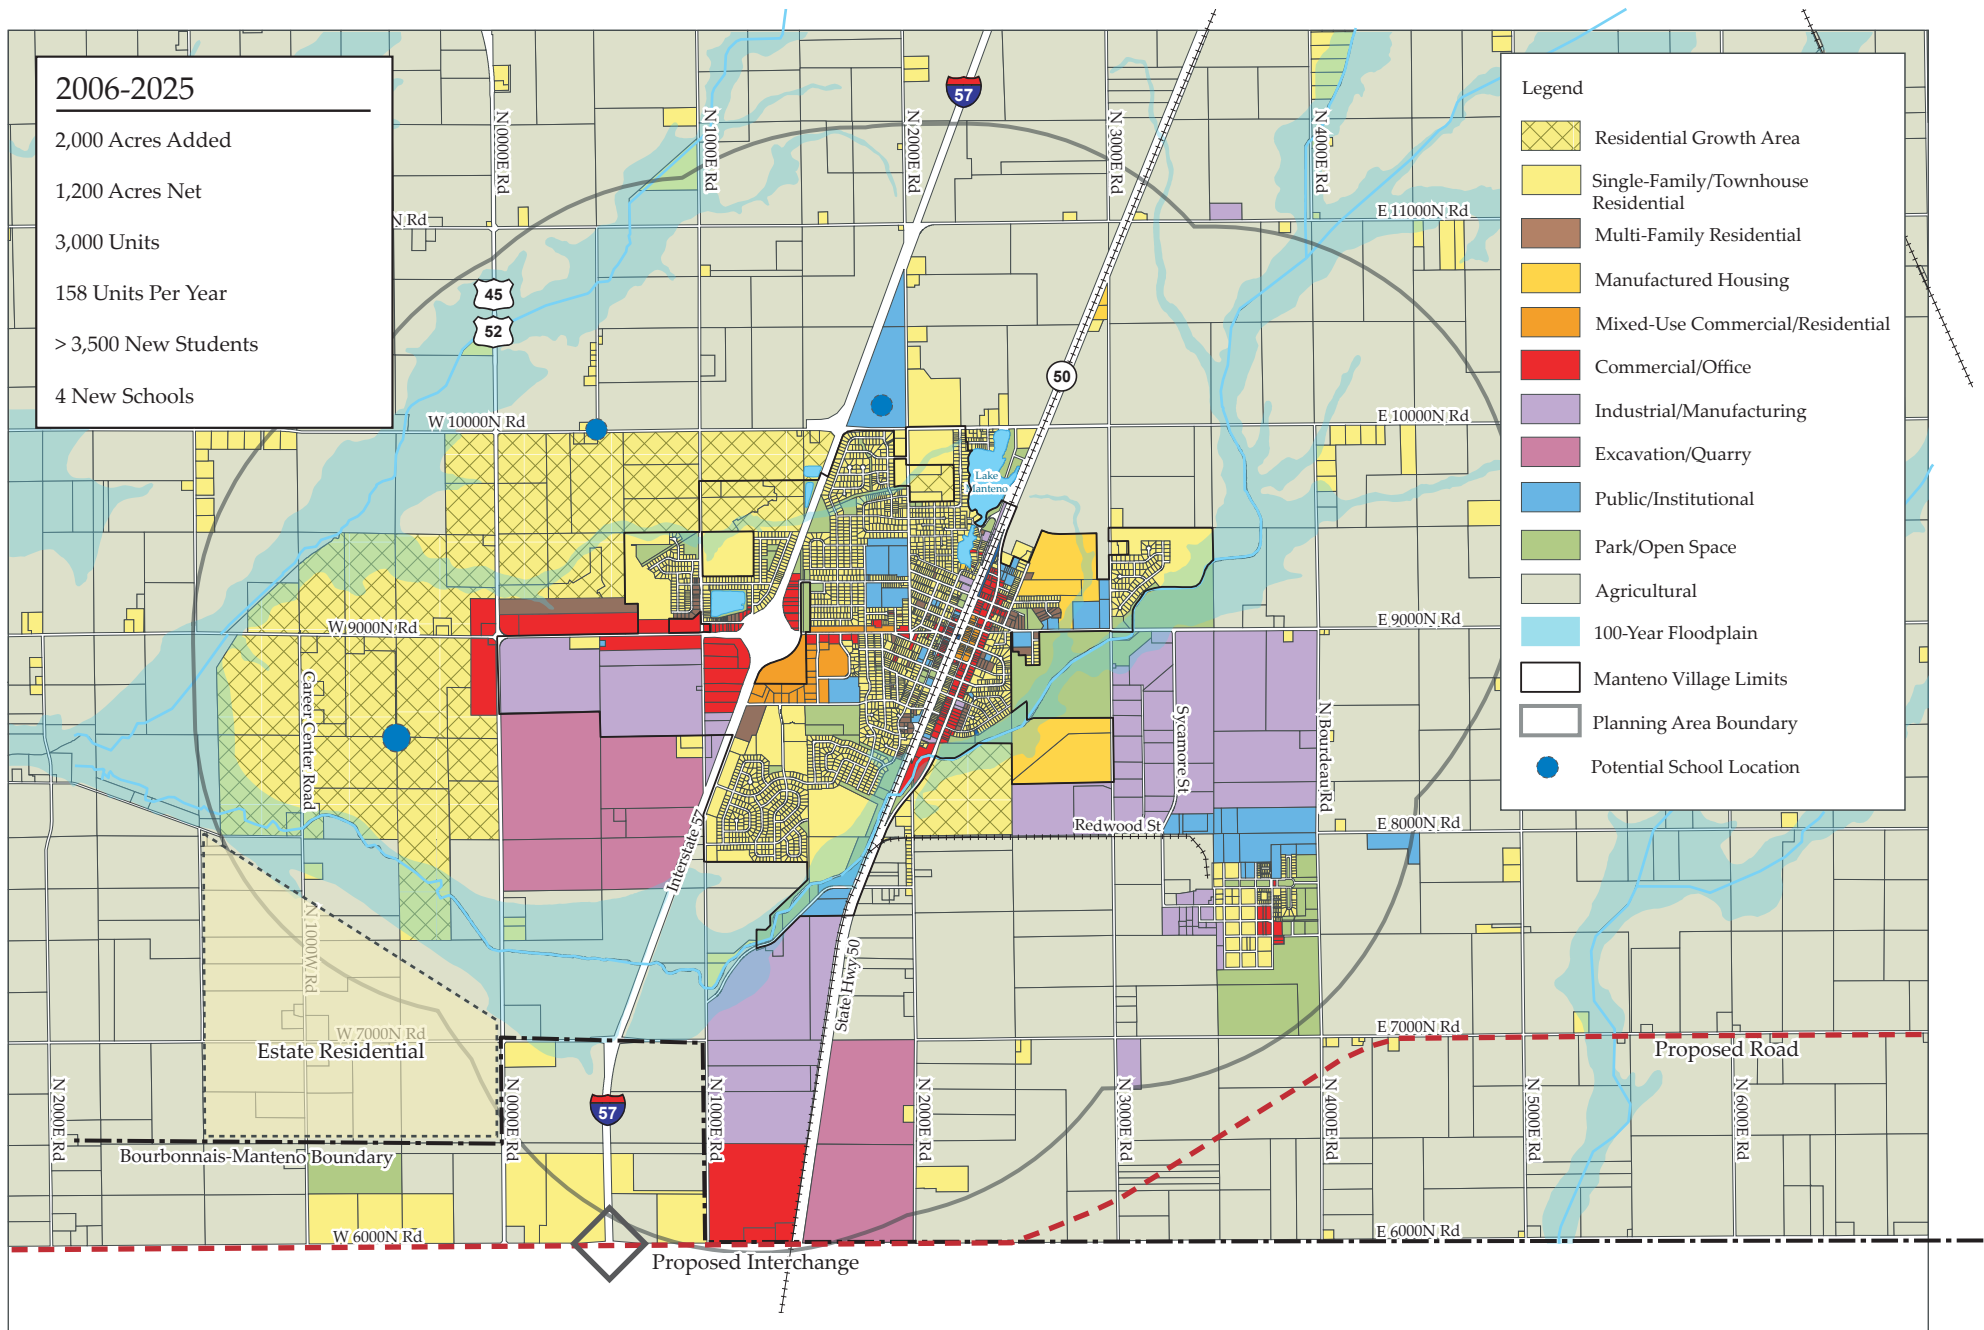 2006-2025
2,000 Acres Added
1,200 Acres Net
3,000 Units
158 Units Per Year
> 3,500 New Students
4 New Schools
Legend
Residential Growth Area
Single-Family/Townhouse
Residential
Multi-Family Residential
Manufactured Housing
Mixed-Use Commercial/Residential
Commercial/Office
Industrial/Manufacturing
Excavation/Quarry
Public/Institutional
Park/Open Space
Agricultural
100-Year Floodplain
Manteno Village Limits
Planning Area Boundary
Potential School Location
57
N 0000E Rd
N 1000E Rd
N 2000E Rd
N 3000E Rd
N 4000E Rd
N Rd
E 11000N Rd
45
52
50
W 10000N Rd
E 10000N Rd
Lake
Manteno
W 9000N Rd
E 9000N Rd
Career Center Road
Sycamore St
N Bourdeau Rd
Interstate 57
Redwood St
E 8000N Rd
N 1000W Rd
State Hwy 50
W 7000N Rd
E 7000N Rd
Estate Residential
Proposed Road
N 2000E Rd
N 0000E Rd
57
N 1000E Rd
N 2000E Rd
N 3000E Rd
N 4000E Rd
N 5000E Rd
N 6000E Rd
Bourbonnais-Manteno Boundary
W 6000N Rd
E 6000N Rd
Proposed Interchange